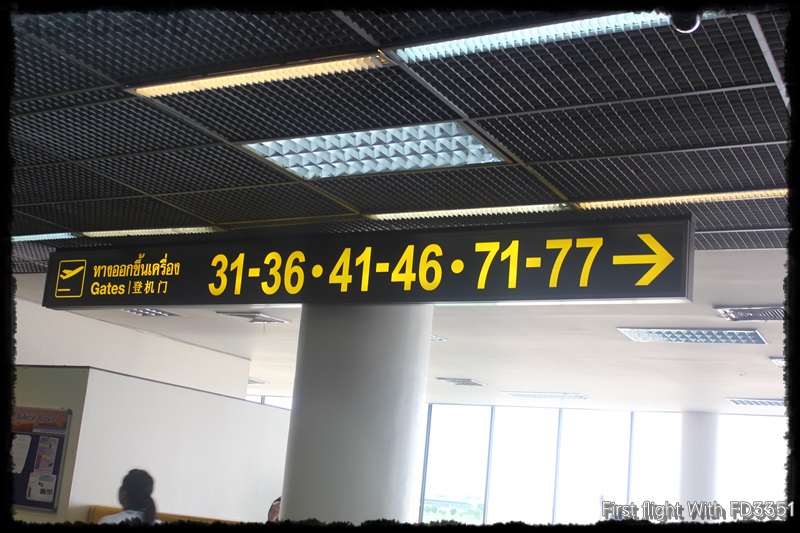 ทางออกขึ้นเครื่อง
Gates | 登机门
31-36 • 41-46 • 71-77 →
First flight With FD3351